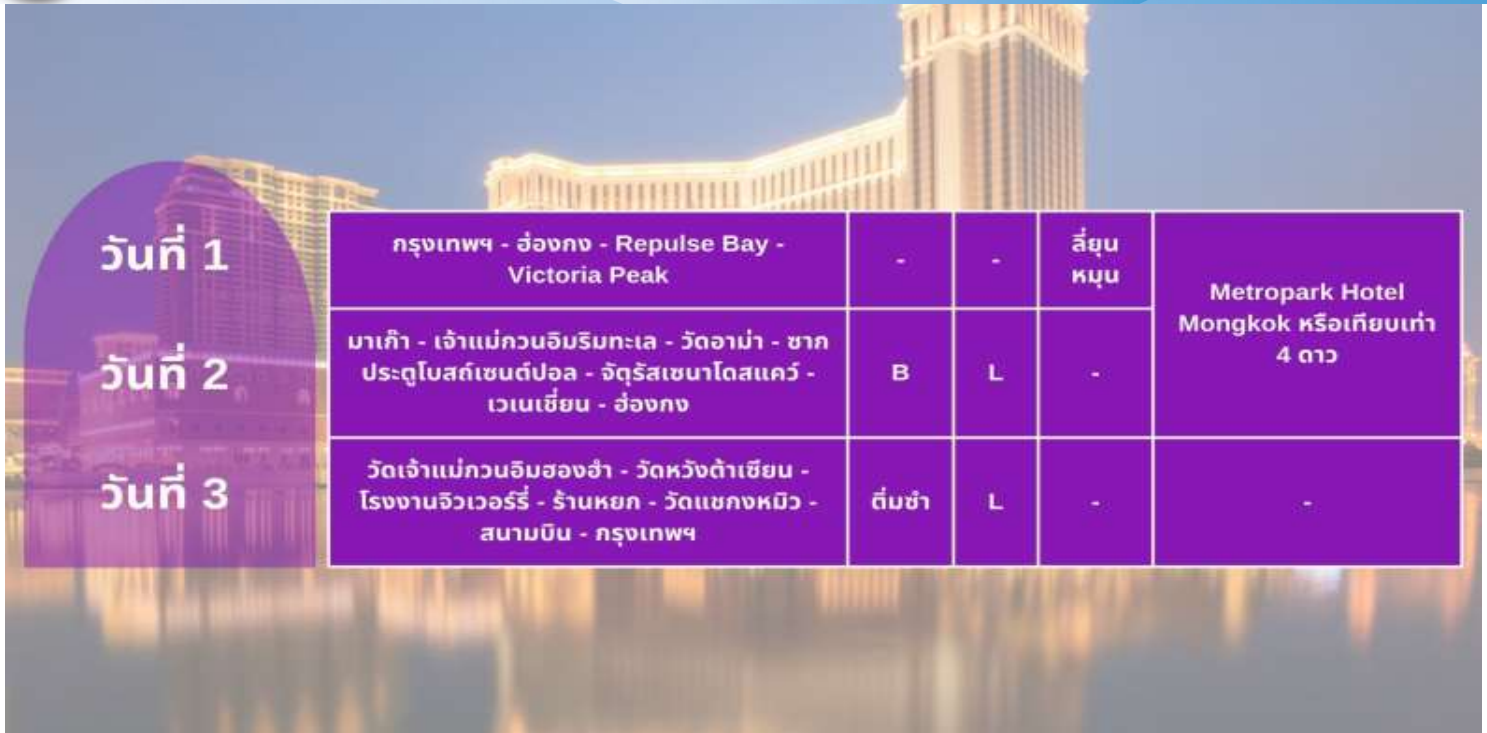 วันที่ 1
กรุงเทพฯ - ฮ่องกง - Repulse Bay -
Victoria Peak
-
-
ลี่ยุน
หมุน
Metropark Hotel
Mongkok หรือเทียบเท่า
4 ดาว
วันที่ 2
มาเก๊า - เจ้าแม่กวนอิมริมทะเล - วัดอาม่า - ซาก
ประตูโบสถ์เซนต์ปอล - จัตุรัสเซนาโดสแควร์ -
เวเนเชี่ยน - ฮ่องกง
B
L
-
วันที่ 3
วัดเจ้าแม่กวนอิมฮองฮำ - วัดหวังต้าเซียน -
โรงงานจิวเวอร์รี่ - ร้านหยก - วัดแชกงหมิว -
สนามบิน - กรุงเทพฯ
ติ่มซำ
L
-
-